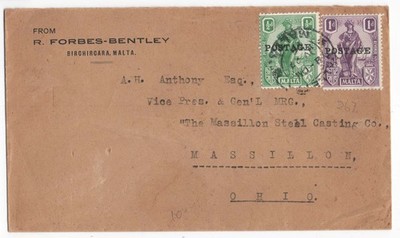 FROM
R. FORBES-BENTLEY
BIRCHIRCARA, MALTA.
POSTAGE
MALTA
POSTAGE
MALTA
A.H. Anthony Esq.,
Vice Pres. & Gen'L MRG.,
"The Massillon Steel Casting Co.,
MASSILLON,
OHIO.